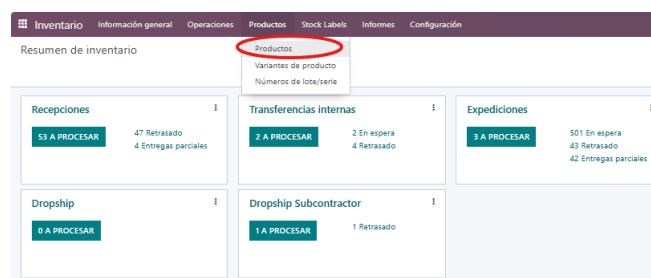 Inventario Información general Operaciones Productos Stock Labels Informes Configuración
Resumen de inventario
Productos
Variantes de producto
Números de lote/serie
Recepciones
53 A PROCESAR
47 Retrasado
4 Entregas parciales
Transferencias internas
2 A PROCESAR
2 En espera
4 Retrasado
Expediciones
3 A PROCESAR
501 En espera
43 Retrasado
42 Entregas parciales
Dropship
0 A PROCESAR
Dropship Subcontractor
1 A PROCESAR
1 Retrasado